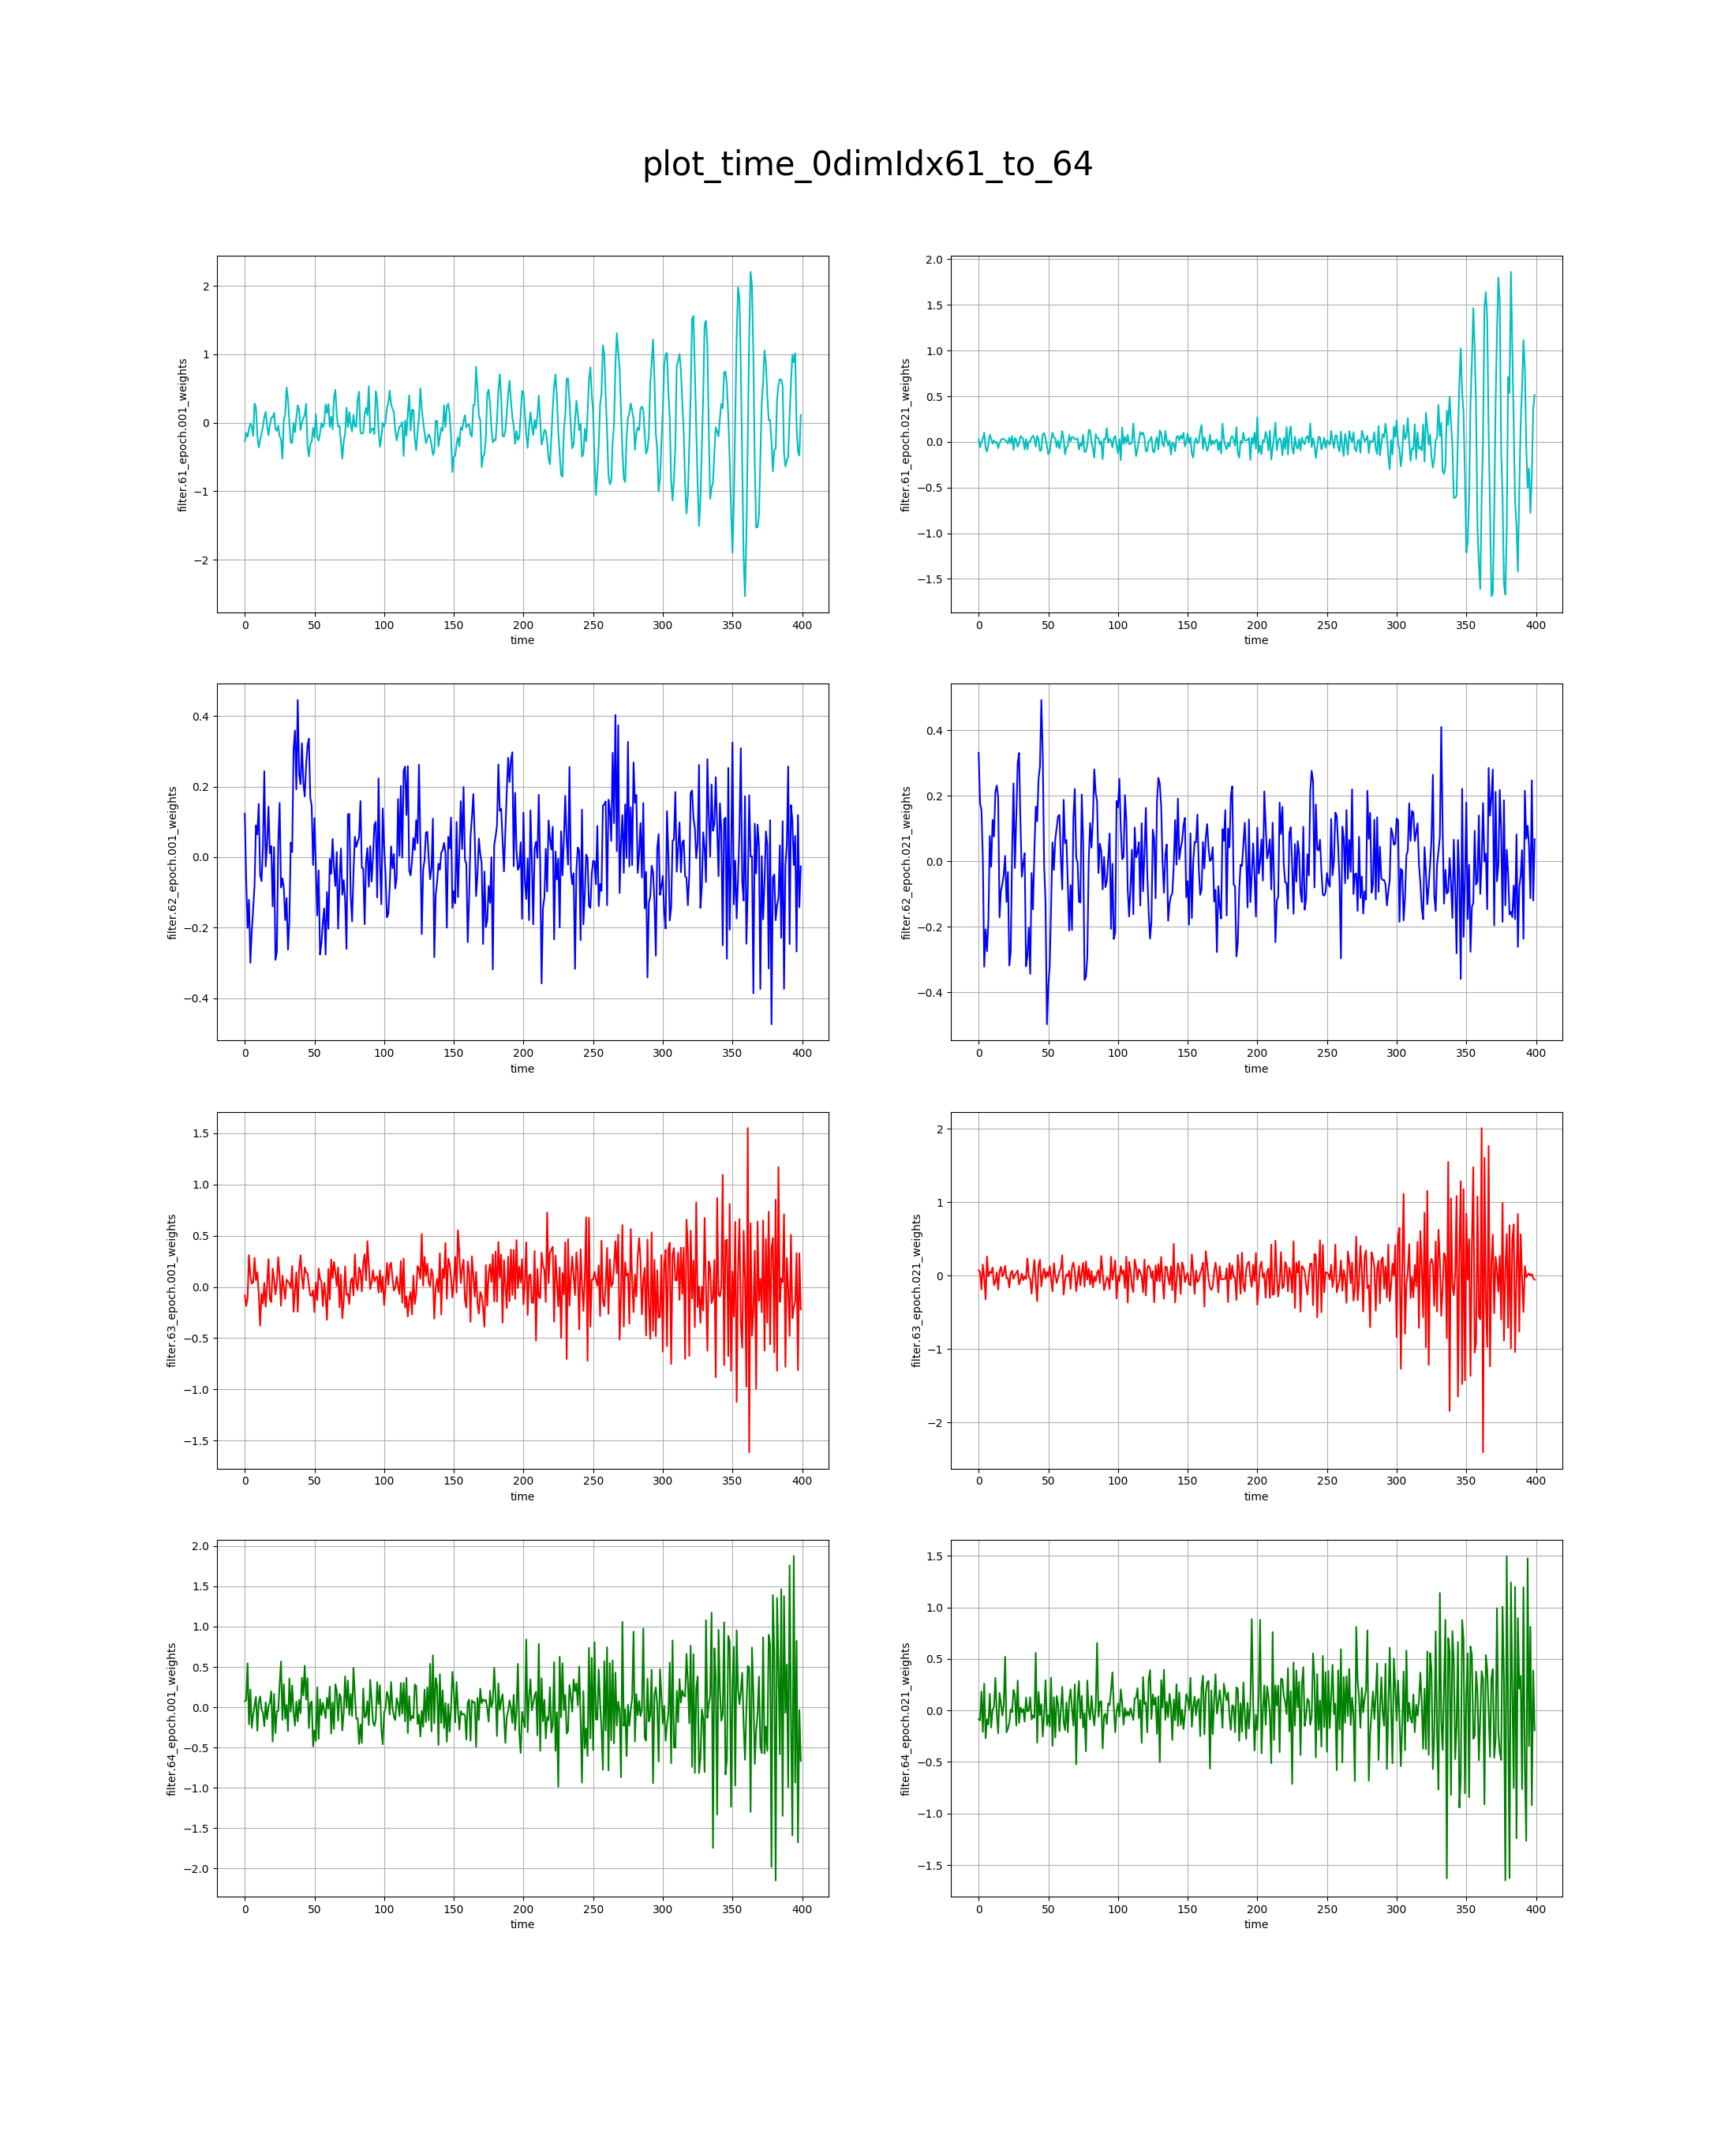 plot_time_0dimIdx61_to_64
filter.61_epoch.001_weights
2
1
0
−1
−2
0 50 100 150 200 250 300 350 400
time
filter.61_epoch.021_weights
2.0
1.5
1.0
0.5
0.0
−0.5
−1.0
−1.5
0 50 100 150 200 250 300 350 400
time
filter.62_epoch.001_weights
0.4
0.2
0.0
−0.2
−0.4
0 50 100 150 200 250 300 350 400
time
filter.62_epoch.021_weights
0.4
0.2
0.0
−0.2
−0.4
0 50 100 150 200 250 300 350 400
time
filter.63_epoch.001_weights
1.5
1.0
0.5
0.0
−0.5
−1.0
−1.5
0 50 100 150 200 250 300 350 400
time
filter.63_epoch.021_weights
2
1
0
−1
−2
0 50 100 150 200 250 300 350 400
time
filter.64_epoch.001_weights
2.0
1.5
1.0
0.5
0.0
−0.5
−1.0
−1.5
−2.0
0 50 100 150 200 250 300 350 400
time
filter.64_epoch.021_weights
1.5
1.0
0.5
0.0
−0.5
−1.0
−1.5
0 50 100 150 200 250 300 350 400
time